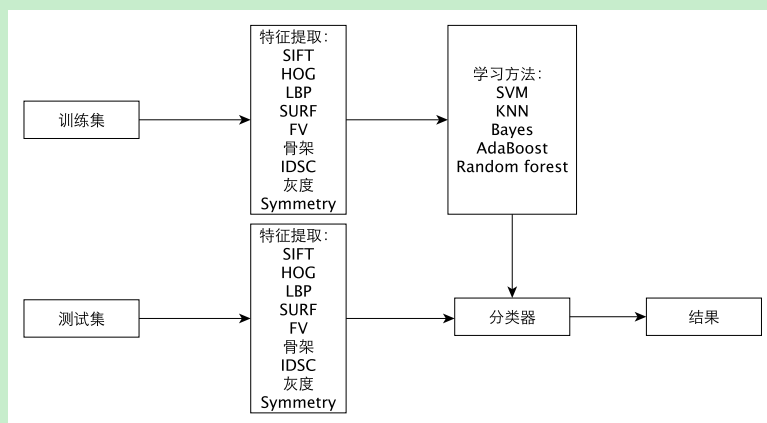 训练集
特征提取：
SIFT
HOG
LBP
SURF
FV
骨架
IDSC
灰度
Symmetry
学习方法：
SVM
KNN
Bayes
AdaBoost
Random forest
测试集
特征提取：
SIFT
HOG
LBP
SURF
FV
骨架
IDSC
灰度
Symmetry
分类器
结果